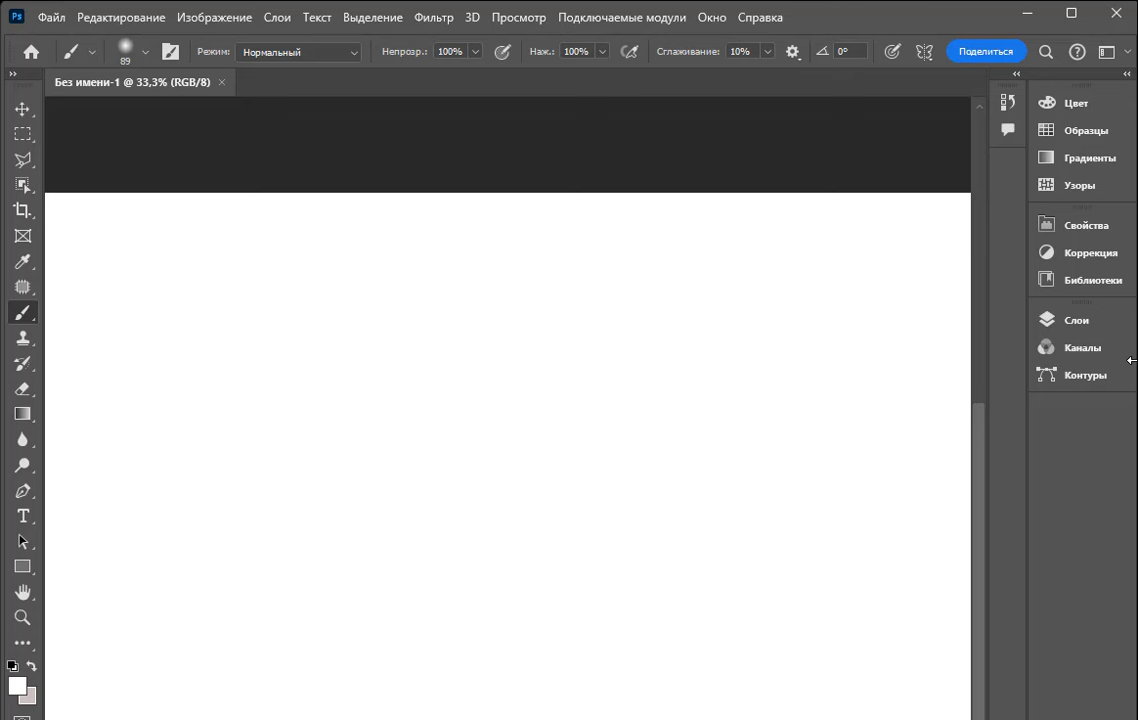 Ps Файл Редактирование Изображение Слои Текст Выделение Фильтр 3D Просмотр Подключаемые модули Окно Справка
89 Режим: Нормальный Непрозр.: 100% Наж.: 100% Сглаживание: 10% 0° Поделиться
Без имени-1 @ 33,3% (RGB/8)
Цвет
Образцы
Градиенты
Узоры
Свойства
Коррекция
Библиотеки
Слои
Каналы
Контуры